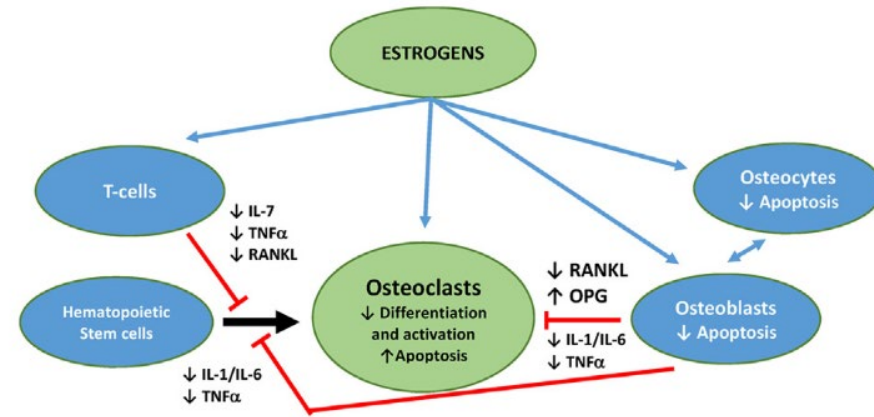 ESTROGENS
T-cells
Osteocytes
↓ Apoptosis
↓ IL-7
↓ TNFα
↓ RANKL
Hematopoietic
Stem cells
Osteoclasts
↓ Differentiation
and activation
↑Apoptosis
↓ RANKL
↑ OPG
Osteoblasts
↓ Apoptosis
↓ IL-1/IL-6
↓ TNFα
↓ IL-1/IL-6
↓ TNFα